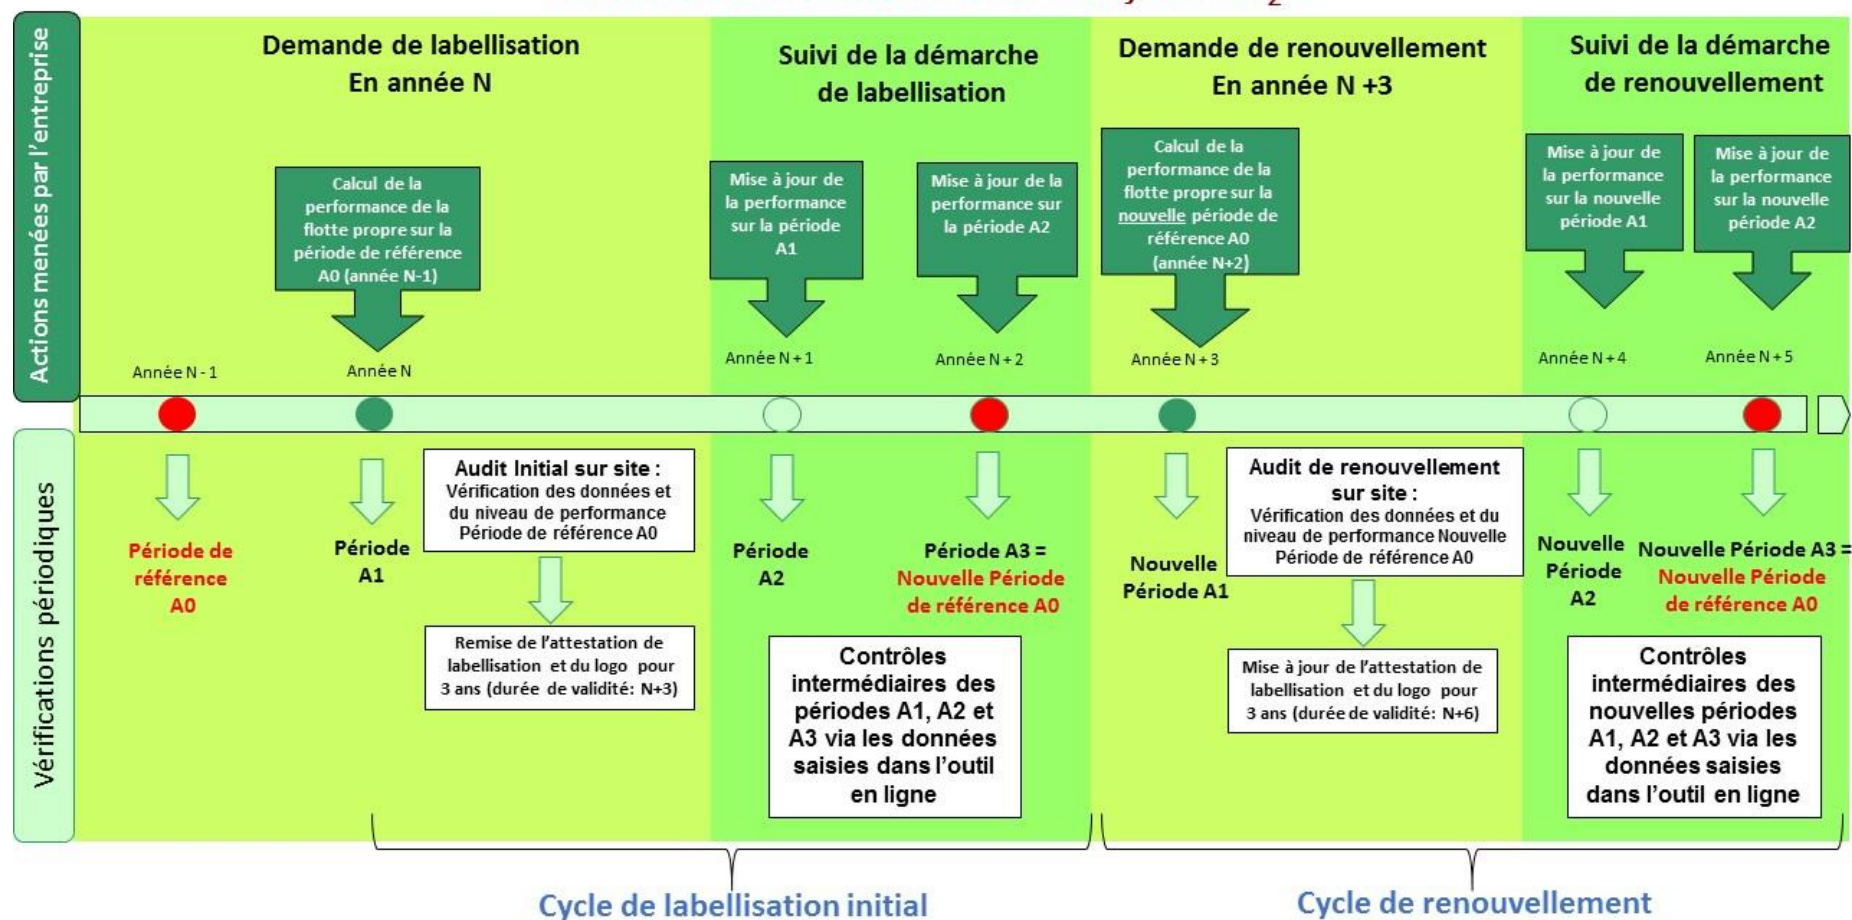 Actions menées par l'entreprise
Demande de labellisation
En année N
Suivi de la démarche
de labellisation
Demande de renouvellement
En année N +3
Suivi de la démarche
de renouvellement
Calcul de la
performance de la
flotte propre sur la
période de référence
A0 (année N-1)
Mise à jour de
la performance
sur la période
A1
Mise à jour de la
performance sur
la période A2
Calcul de la
performance de la
flotte propre sur la
nouvelle période de
référence A0
(année N+2)
Mise à jour de
la performance
sur la nouvelle
période A1
Mise à jour de
la performance
sur la nouvelle
période A2
Année N - 1
Année N
Année N + 1
Année N + 2
Année N + 3
Année N + 4
Année N + 5
Vérifications périodiques
Période de
référence
A0
Période
A1
Audit Initial sur site :
Vérification des données et
du niveau de performance
Période de référence A0
Remise de l'attestation de
labellisation et du logo pour
3 ans (durée de validité: N+3)
Période
A2
Période A3 =
Nouvelle Période
de référence A0
Contrôles
intermédiaires des
périodes A1, A2 et
A3 via les données
saisies dans l'outil
en ligne
Nouvelle
Période A1
Audit de renouvellement
sur site :
Vérification des données et du
niveau de performance Nouvelle
Période de référence A0
Mise à jour de l'attestation de
labellisation et du logo pour
3 ans (durée de validité: N+6)
Nouvelle
Période
A2
Nouvelle Période A3 =
Nouvelle Période
de référence A0
Contrôles
intermédiaires des
nouvelles périodes
A1, A2 et A3 via les
données saisies
dans l'outil en ligne
Cycle de labellisation initial
Cycle de renouvellement